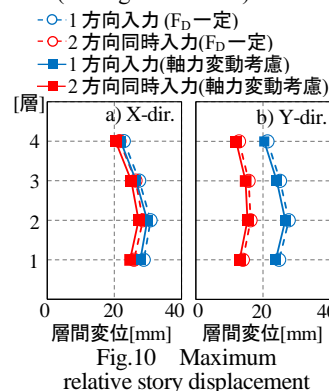 1方向入力 (FD一定)
2方向同時入力(FD一定)
1方向入力(軸力変動考慮)
2方向同時入力(軸力変動考慮)
[層]
a) X-dir.
b) Y-dir.
4
3
2
1
0 20 40 0 20 40
層間変位[mm] 層間変位[mm]
Fig.10 Maximum
relative story displacement